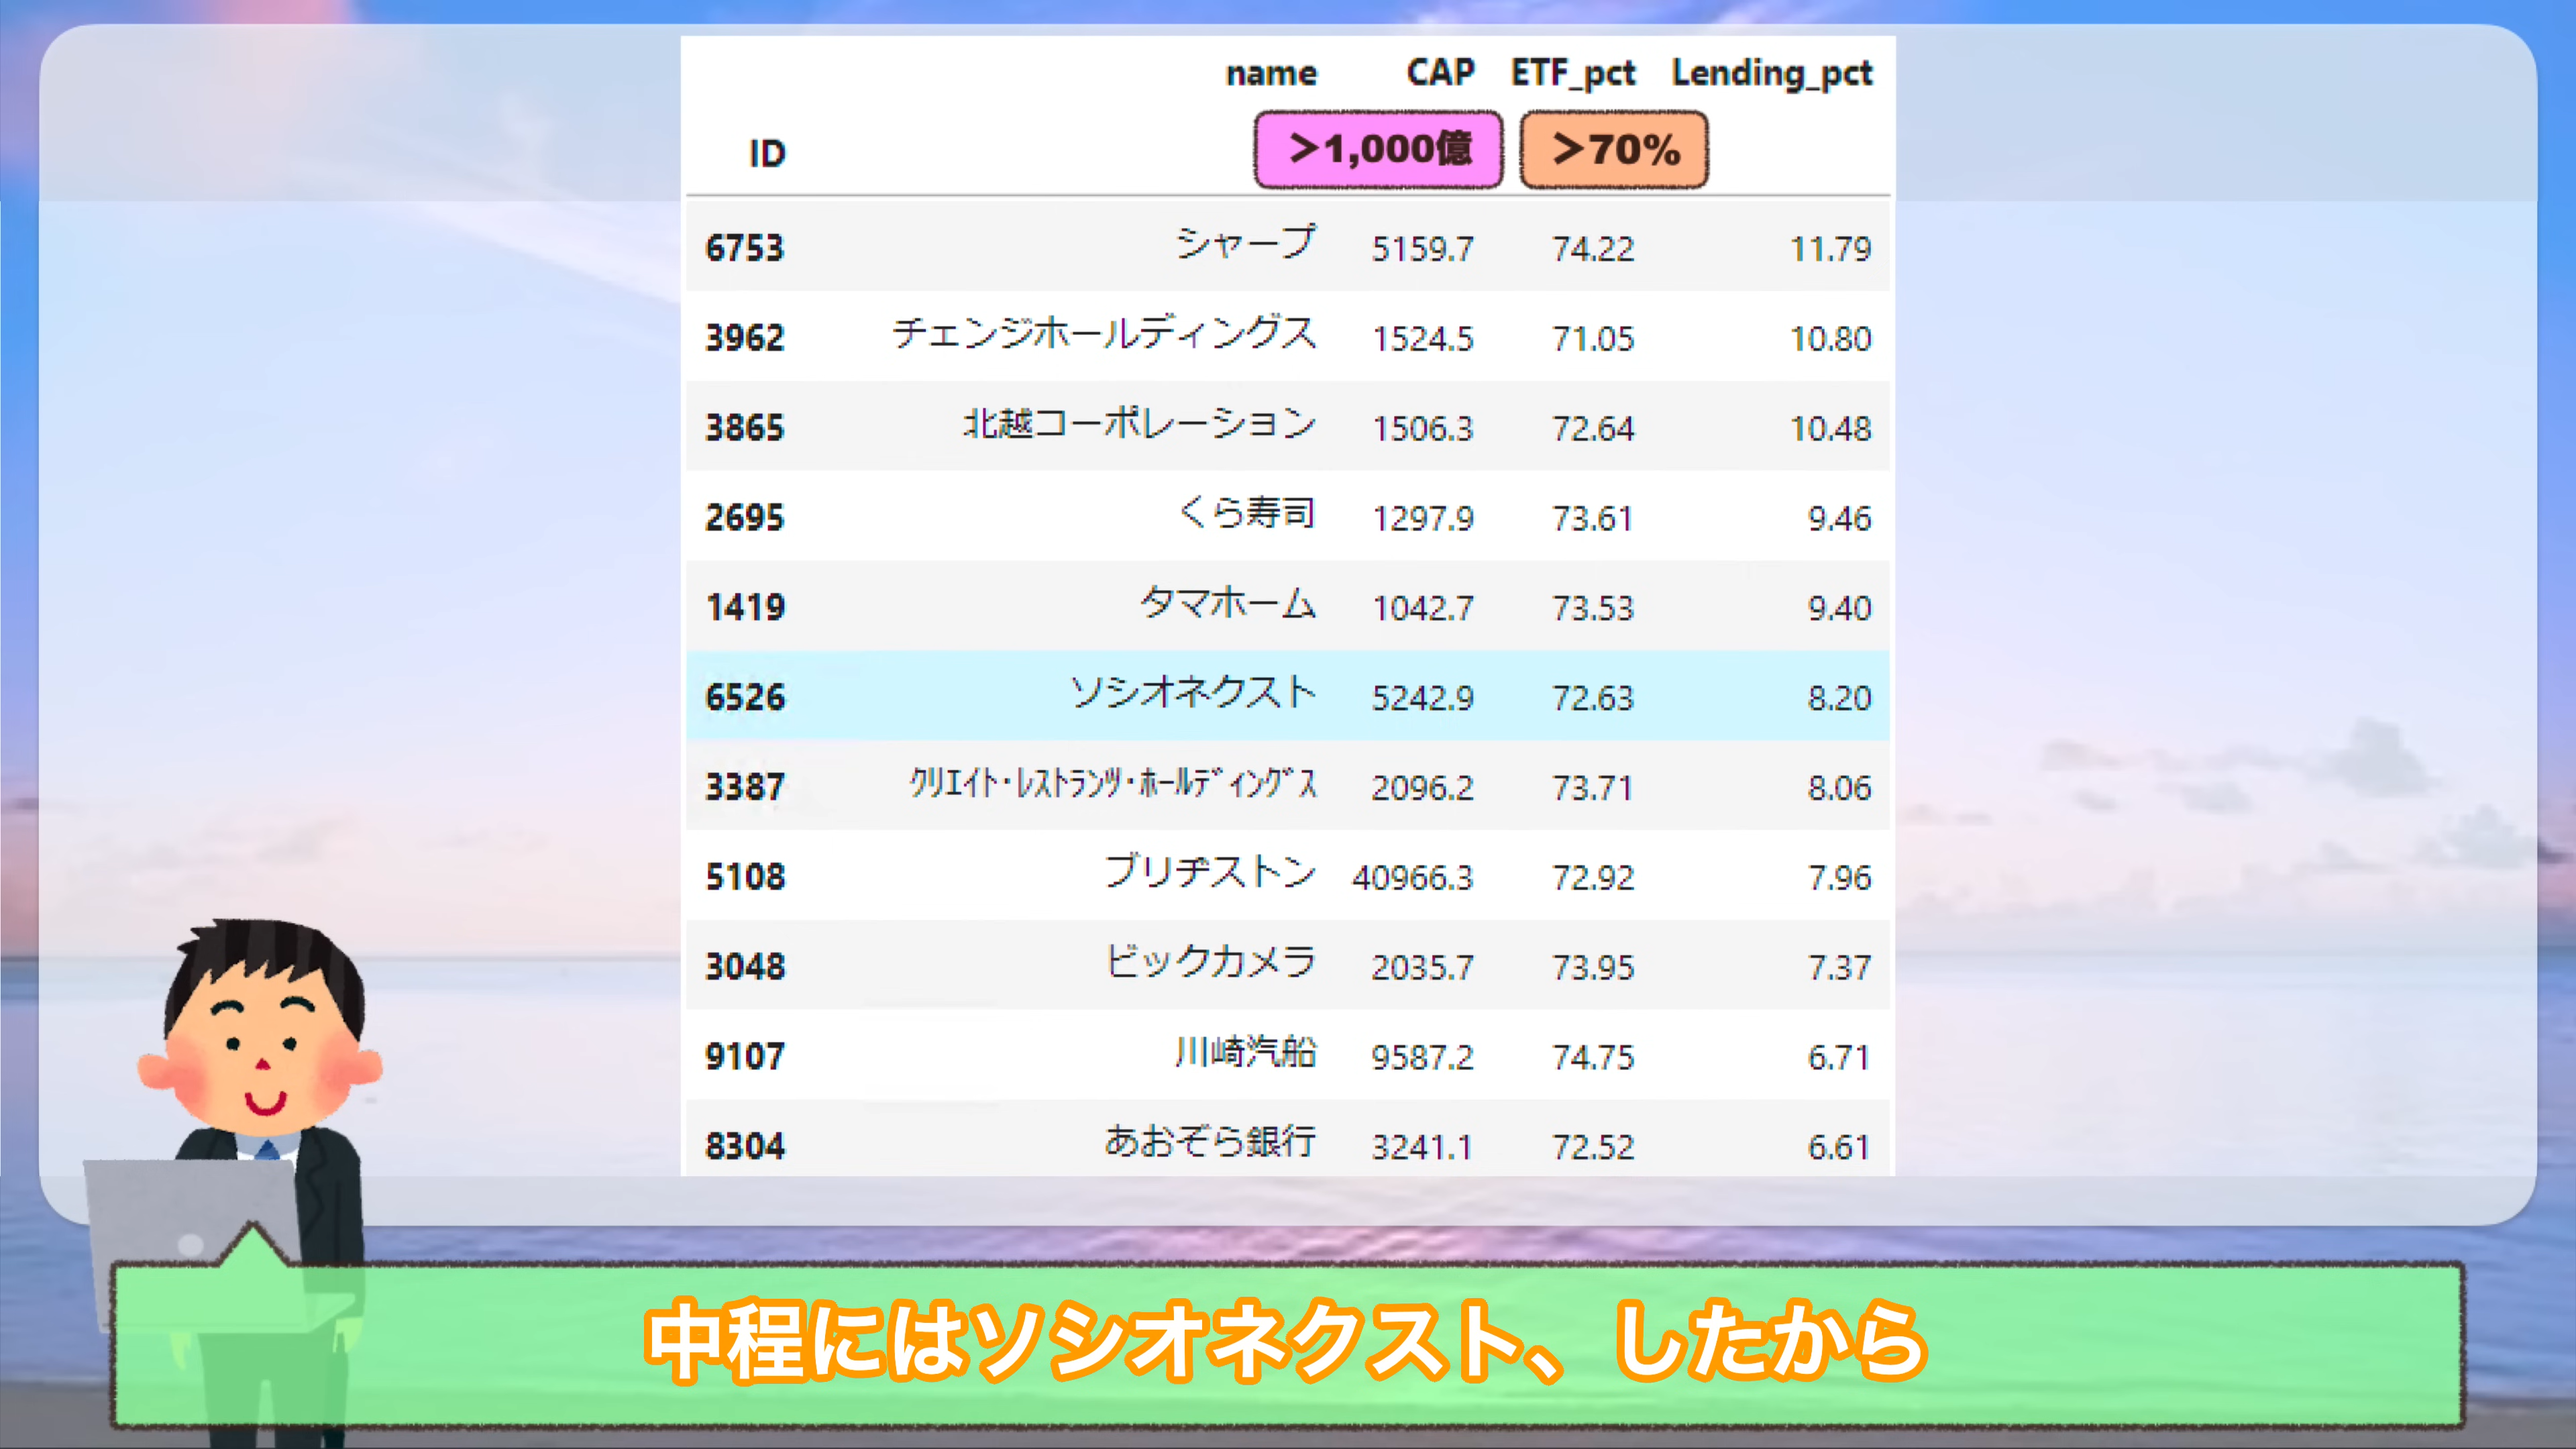 name CAP ETF_pct Lending_pct
ID >1,000億 >70%
6753 シャープ 5159.7 74.22 11.79
3962 チェンジホールディングス 1524.5 71.05 10.80
3865 北越コーポレーション 1506.3 72.64 10.48
2695 くら寿司 1297.9 73.61 9.46
1419 タマホーム 1042.7 73.53 9.40
6526 ソシオネクスト 5242.9 72.63 8.20
3387 ｸﾘｴｲﾄ･ﾚｽﾄﾗﾝﾂ･ﾎｰﾙﾃﾞｨﾝｸﾞｽ 2096.2 73.71 8.06
5108 ブリヂストン 40966.3 72.92 7.96
3048 ビックカメラ 2035.7 73.95 7.37
9107 川崎汽船 9587.2 74.75 6.71
8304 あおぞら銀行 3241.1 72.52 6.61
中程にはソシオネクスト、したから